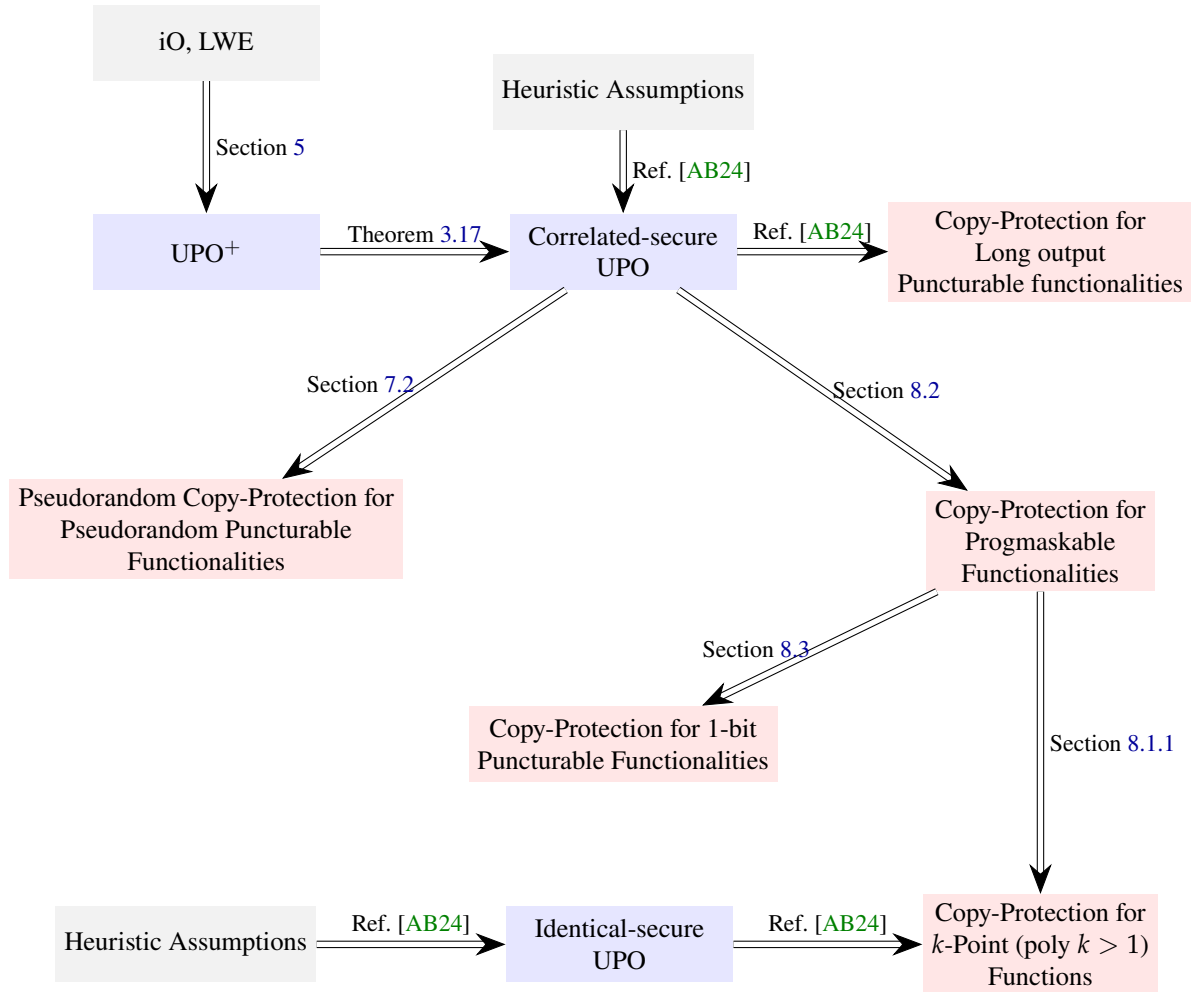 iO, LWE
Heuristic Assumptions
Section 5
Ref. [AB24]
UPO⁺
Theorem 3.17
Correlated-secure
UPO
Ref. [AB24]
Copy-Protection for
Long output
Puncturable functionalities
Section 7.2
Section 8.2
Pseudorandom Copy-Protection for
Pseudorandom Puncturable
Functionalities
Copy-Protection for
Progmaskable
Functionalities
Section 8.3
Copy-Protection for 1-bit
Puncturable Functionalities
Section 8.1.1
Heuristic Assumptions
Ref. [AB24]
Identical-secure
UPO
Ref. [AB24]
Copy-Protection for
k-Point (poly k > 1)
Functions